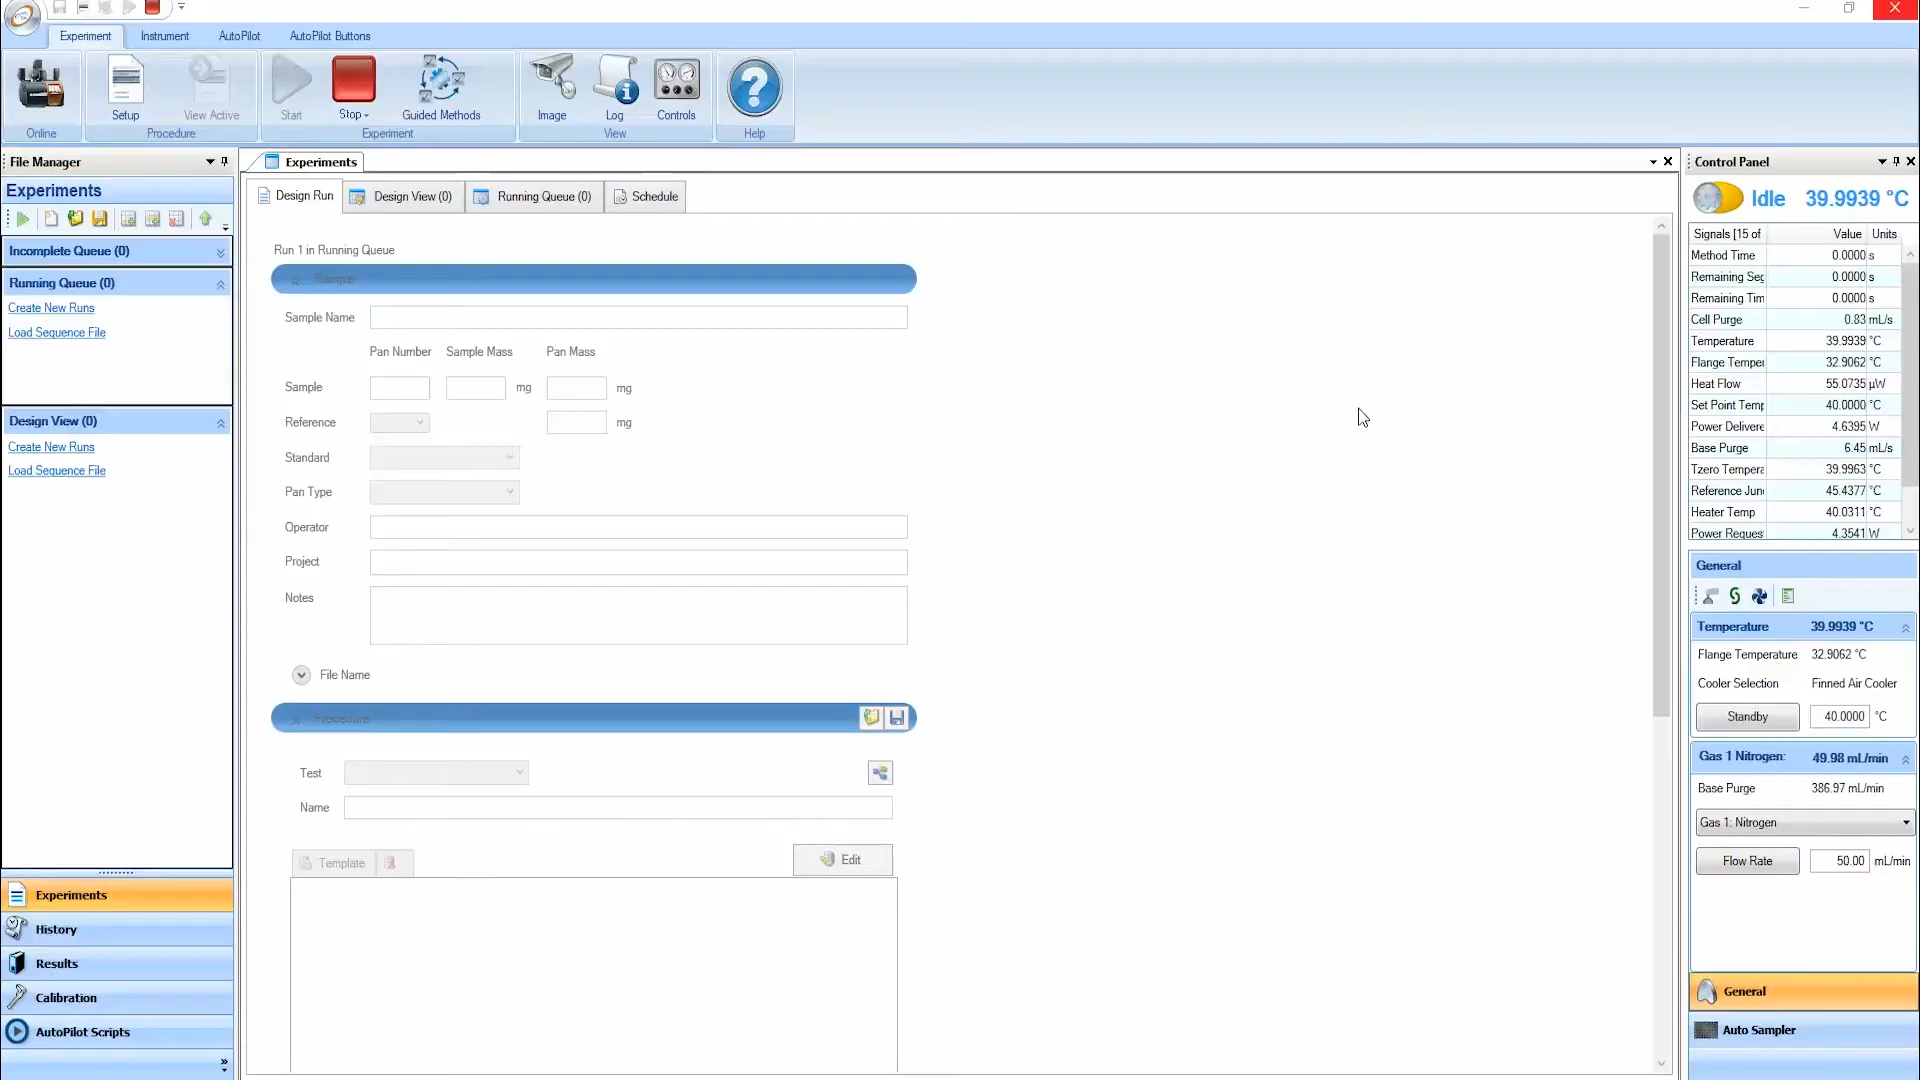 Experiment Instrument AutoPilot AutoPilot Buttons
Setup View Active Start Stop Guided Methods Image Log Controls
Online Procedure Experiment View Help
File Manager
Experiments
Incomplete Queue (0)
Running Queue (0)
Create New Runs
Load Sequence File
Design View (0)
Create New Runs
Load Sequence File
Experiments
History
Results
Calibration
AutoPilot Scripts
Experiments
Design Run Design View (0) Running Queue (0) Schedule
Run 1 in Running Queue
Sample
Sample Name
Pan Number Sample Mass Pan Mass
Sample mg mg
Reference mg
Standard
Pan Type
Operator
Project
Notes
File Name
Procedure
Test
Name
Template Edit
Control Panel
Idle 39.9939 °C
Signals [15 of Value Units
Method Time 0.0000 s
Remaining Seg 0.0000 s
Remaining Tim 0.0000 s
Cell Purge 0.83 mL/s
Temperature 39.9939 °C
Flange Temper 32.9062 °C
Heat Flow 55.0735 µW
Set Point Temp 40.0000 °C
Power Delivere 4.6395 W
Base Purge 6.45 mL/s
Tzero Tempera 39.9963 °C
Reference Jun 45.4377 °C
Heater Temp 40.0311 °C
Power Reques 4.3541 W
General
Temperature 39.9939 °C
Flange Temperature 32.9062 °C
Cooler Selection Finned Air Cooler
Standby 40.0000 °C
Gas 1 Nitrogen: 49.98 mL/min
Base Purge 386.97 mL/min
Gas 1: Nitrogen
Flow Rate 50.00 mL/min
General
Auto Sampler